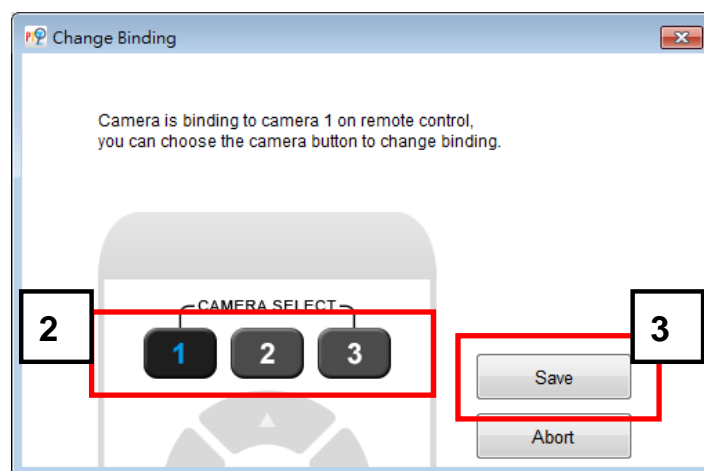 Change Binding
Camera is binding to camera 1 on remote control,
you can choose the camera button to change binding.
CAMERA SELECT
2
3
1 2 3
Save
Abort